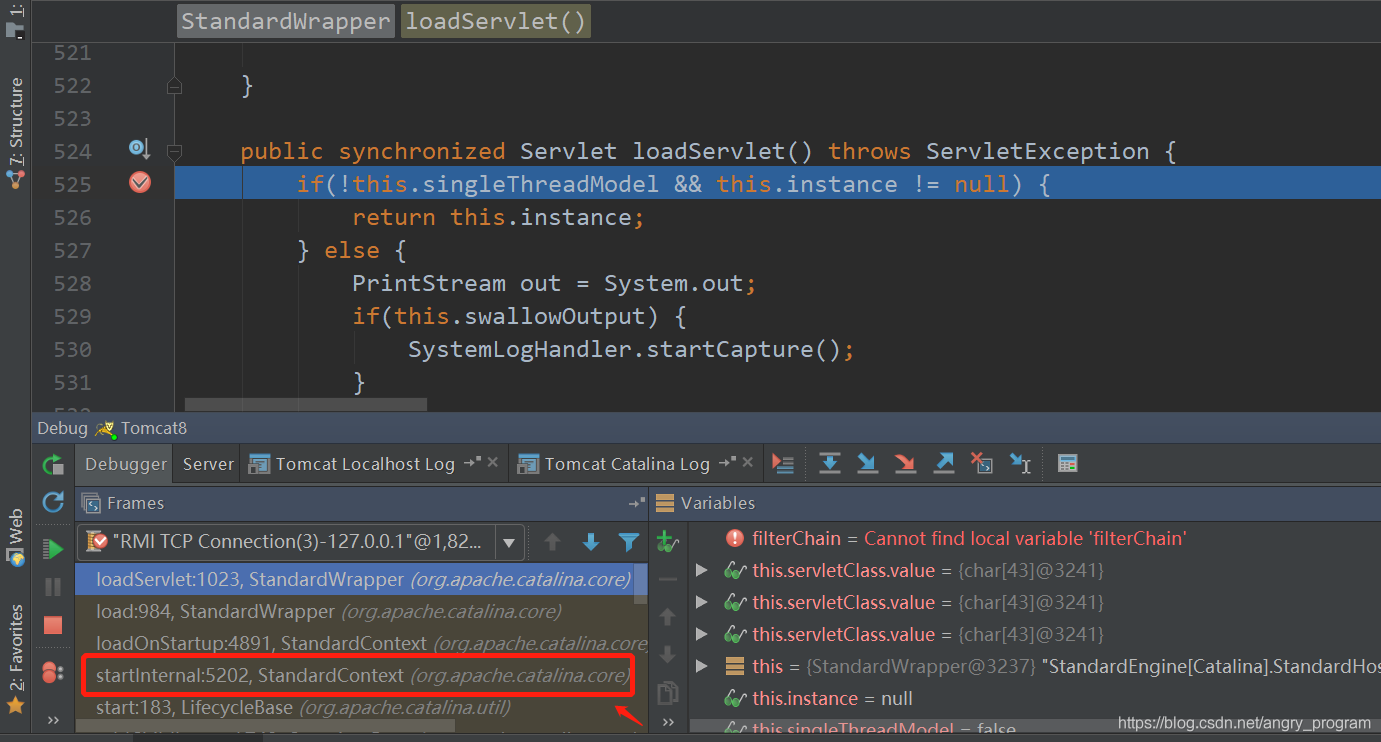 1:
StandardWrapper loadServlet()
521
522 }
523
524 public synchronized Servlet loadServlet() throws ServletException {
525 if(!this.singleThreadModel && this.instance != null) {
526 return this.instance;
527 } else {
528 PrintStream out = System.out;
529 if(this.swallowOutput) {
530 SystemLogHandler.startCapture();
531 }
7: Structure
Web
2: Favorites
Debug Tomcat8
Debugger Server Tomcat Localhost Log Tomcat Catalina Log
Frames
"RMI TCP Connection(3)-127.0.0.1"@1,82...
loadServlet:1023, StandardWrapper (org.apache.catalina.core)
load:984, StandardWrapper (org.apache.catalina.core)
loadOnStartup:4891, StandardContext (org.apache.catalina.core)
startInternal:5202, StandardContext (org.apache.catalina.core)
start:183, LifecycleBase (org.apache.catalina.util)
Variables
filterChain = Cannot find local variable 'filterChain'
this.servletClass.value = {char[43]@3241}
this.servletClass.value = {char[43]@3241}
this.servletClass.value = {char[43]@3241}
this = {StandardWrapper@3237} "StandardEngine[Catalina].StandardHos
this.instance = null
this.singleThreadModel = false
https://blog.csdn.net/angry_program